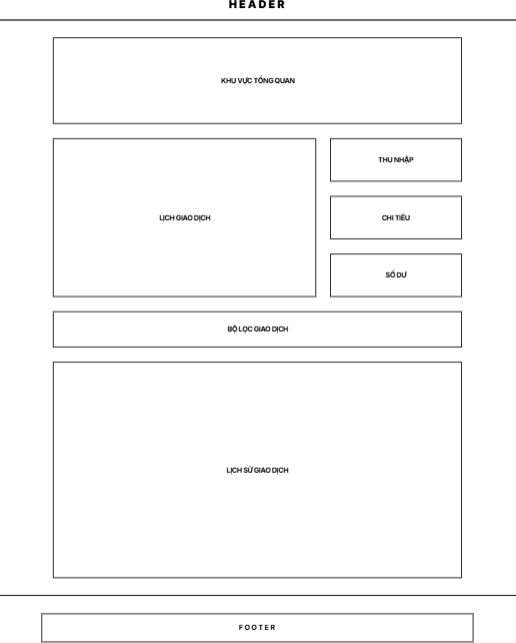 HEADER
KHU VỰC TỔNG QUAN
LỊCH GIAO DỊCH
THU NHẬP
CHI TIÊU
SỐ DƯ
BỘ LỌC GIAO DỊCH
LỊCH SỬ GIAO DỊCH
FOOTER